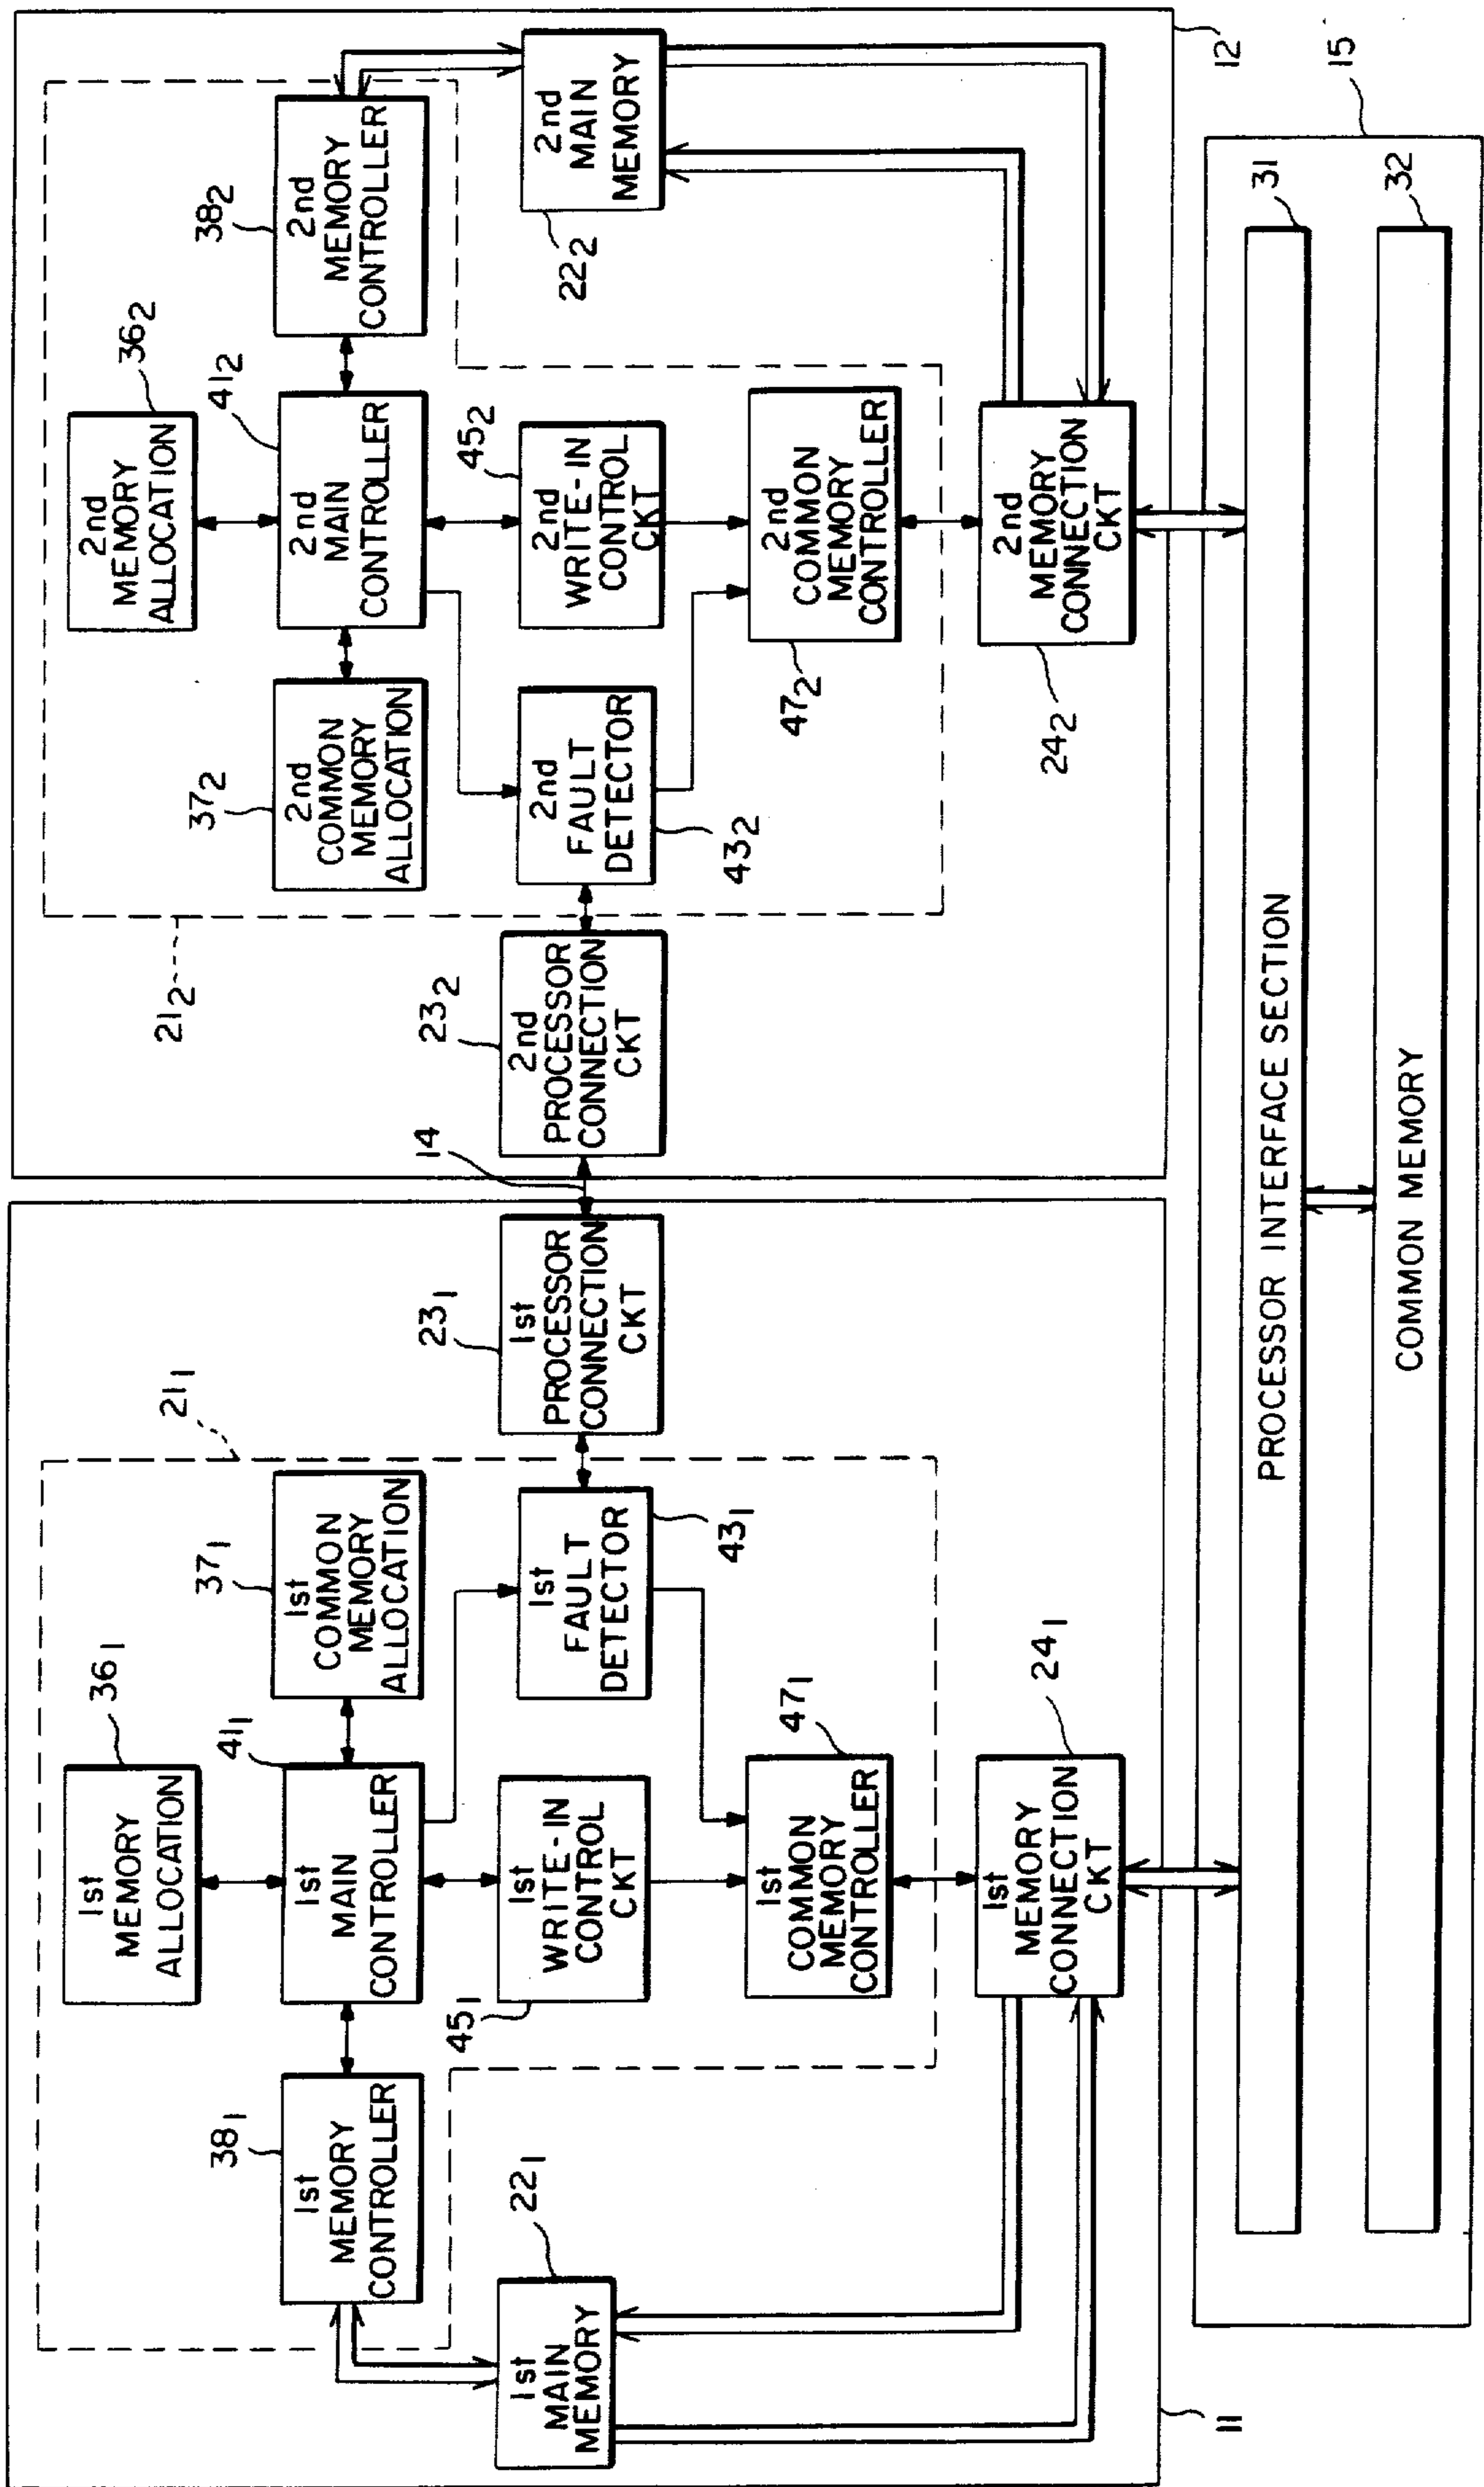 36₁
1st
MEMORY
ALLOCATION
38₁
1st
MEMORY
CONTROLLER
41₁
1st
MAIN
CONTROLLER
37₁
1st
COMMON
MEMORY
ALLOCATION
21₁
22₁
1st
MAIN
MEMORY
45₁
1st
WRITE-IN
CONTROL
CKT
1st
FAULT
DETECTOR
43₁
23₁
1st
PROCESSOR
CONNECTION
CKT
14
1st
COMMON
MEMORY
CONTROLLER
47₁
1st
MEMORY
CONNECTION
CKT
24₁
11
21₂
23₂
2nd
PROCESSOR
CONNECTION
CKT
36₂
2nd
MEMORY
ALLOCATION
37₂
2nd
COMMON
MEMORY
ALLOCATION
41₂
2nd
MAIN
CONTROLLER
38₂
2nd
MEMORY
CONTROLLER
2nd
FAULT
DETECTOR
43₂
45₂
2nd
WRITE-IN
CONTROL
CKT
22₂
2nd
MAIN
MEMORY
47₂
2nd
COMMON
MEMORY
CONTROLLER
24₂
2nd
MEMORY
CONNECTION
CKT
12
15
PROCESSOR INTERFACE SECTION
31
COMMON MEMORY
32